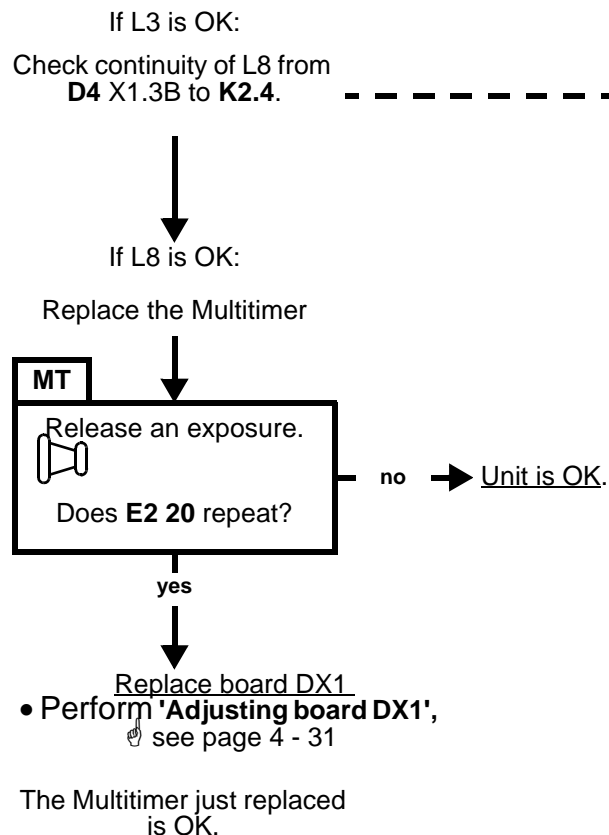 If L3 is OK:
Check continuity of L8 from
D4 X1.3B to K2.4.
If L8 is OK:
Replace the Multitimer
MT
Release an exposure.
Does E2 20 repeat?
no
Unit is OK.
yes
Replace board DX1
• Perform 'Adjusting board DX1',
☝ see page 4 - 31
The Multitimer just replaced
is OK.